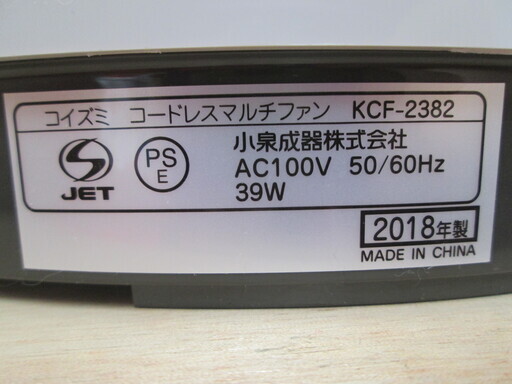 コイズミ コードレスマルチファン KCF-2382
JET
PS
E
小泉成器株式会社
AC100V 50/60Hz
39W
2018年製
MADE IN CHINA